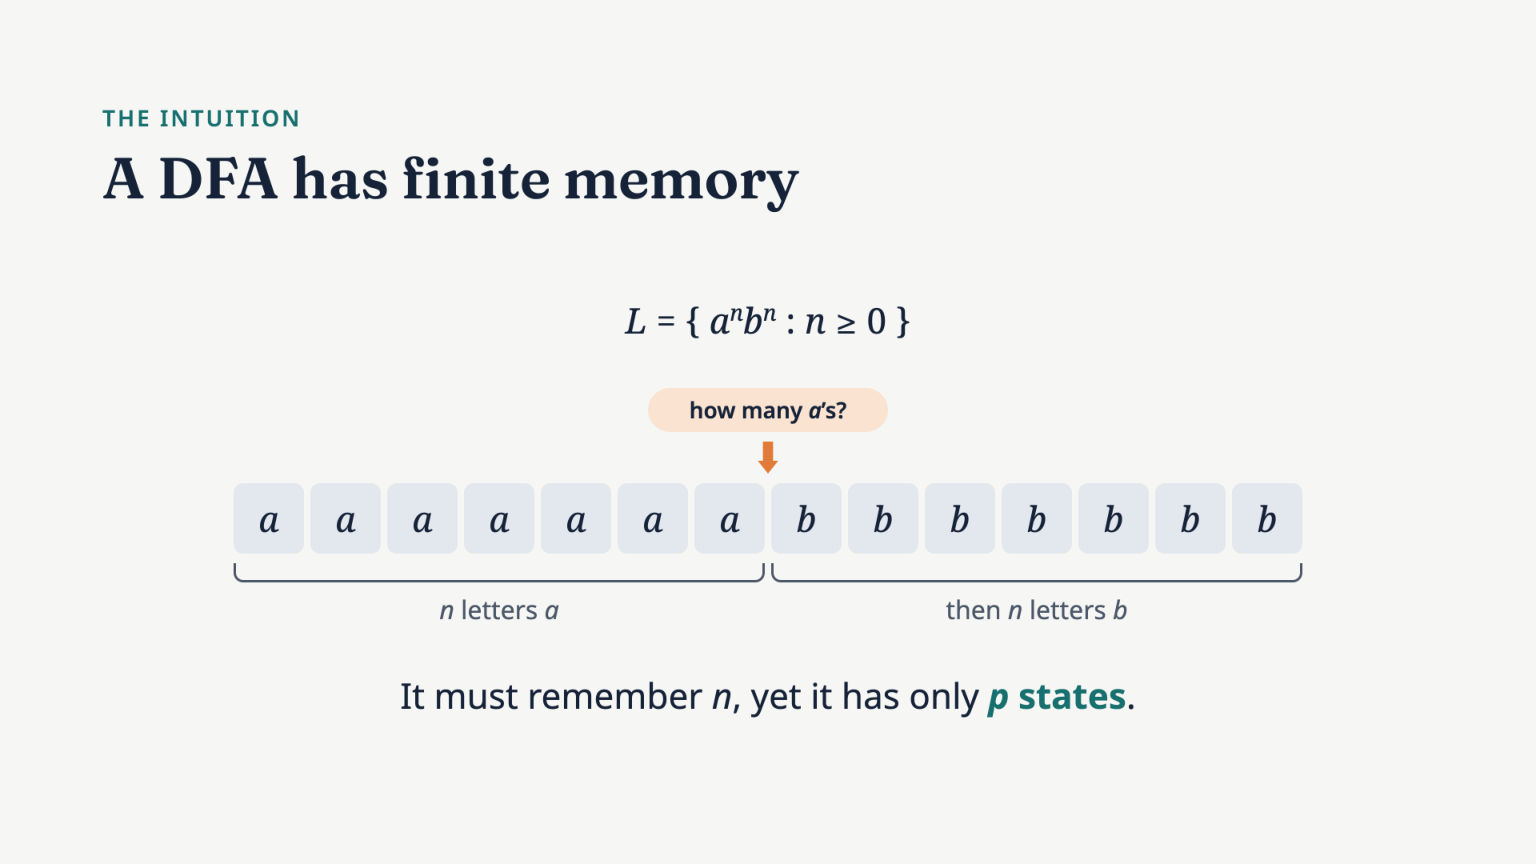 THE INTUITION
A DFA has finite memory
L = { aⁿbⁿ : n ≥ 0 }
how many a’s?
a a a a a a a b b b b b b b
n letters a then n letters b
It must remember n, yet it has only p states.